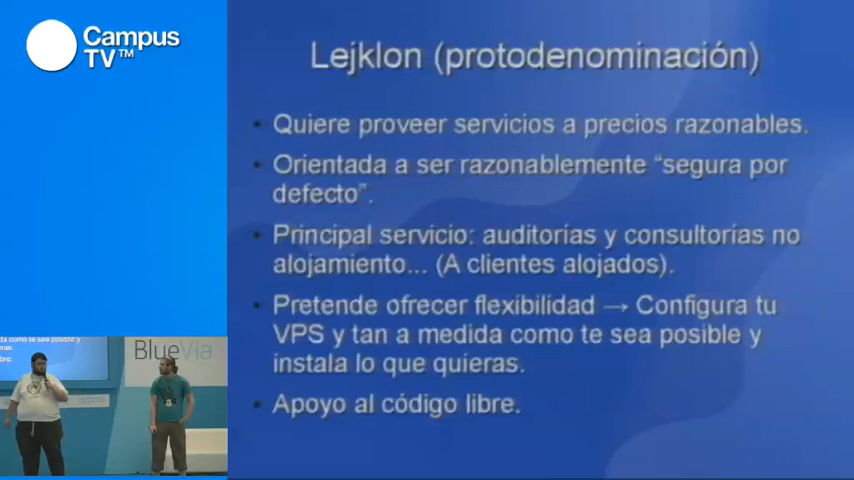 Campus
TV™
Lejklon (protodenominación)
• Quiere proveer servicios a precios razonables.
• Orientada a ser razonablemente “segura por
defecto”.
• Principal servicio: auditorías y consultorías no
alojamiento... (A clientes alojados).
• Pretende ofrecer flexibilidad → Configura tu
VPS y tan a medida como te sea posible y
instala lo que quieras.
• Apoyo al código libre.
BlueVia